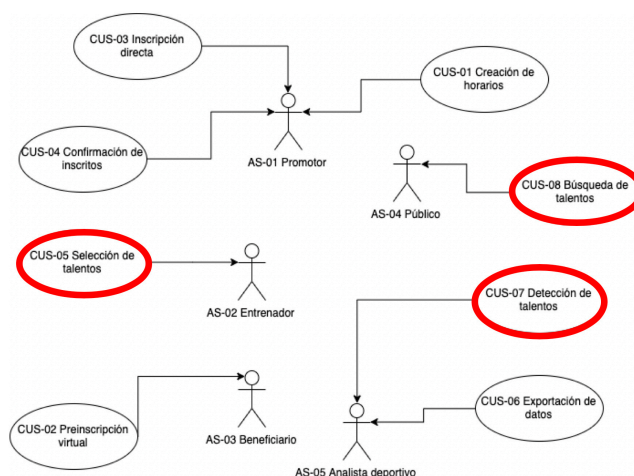 CUS-03 Inscripción
directa
CUS-01 Creación de
horarios
CUS-04 Confirmación de
inscritos
AS-01 Promotor
CUS-08 Búsqueda de
talentos
AS-04 Público
CUS-05 Selección de
talentos
AS-02 Entrenador
CUS-07 Detección de
talentos
CUS-02 Preinscripción
virtual
AS-03 Beneficiario
CUS-06 Exportación de
datos
AS-05 Analista deportivo